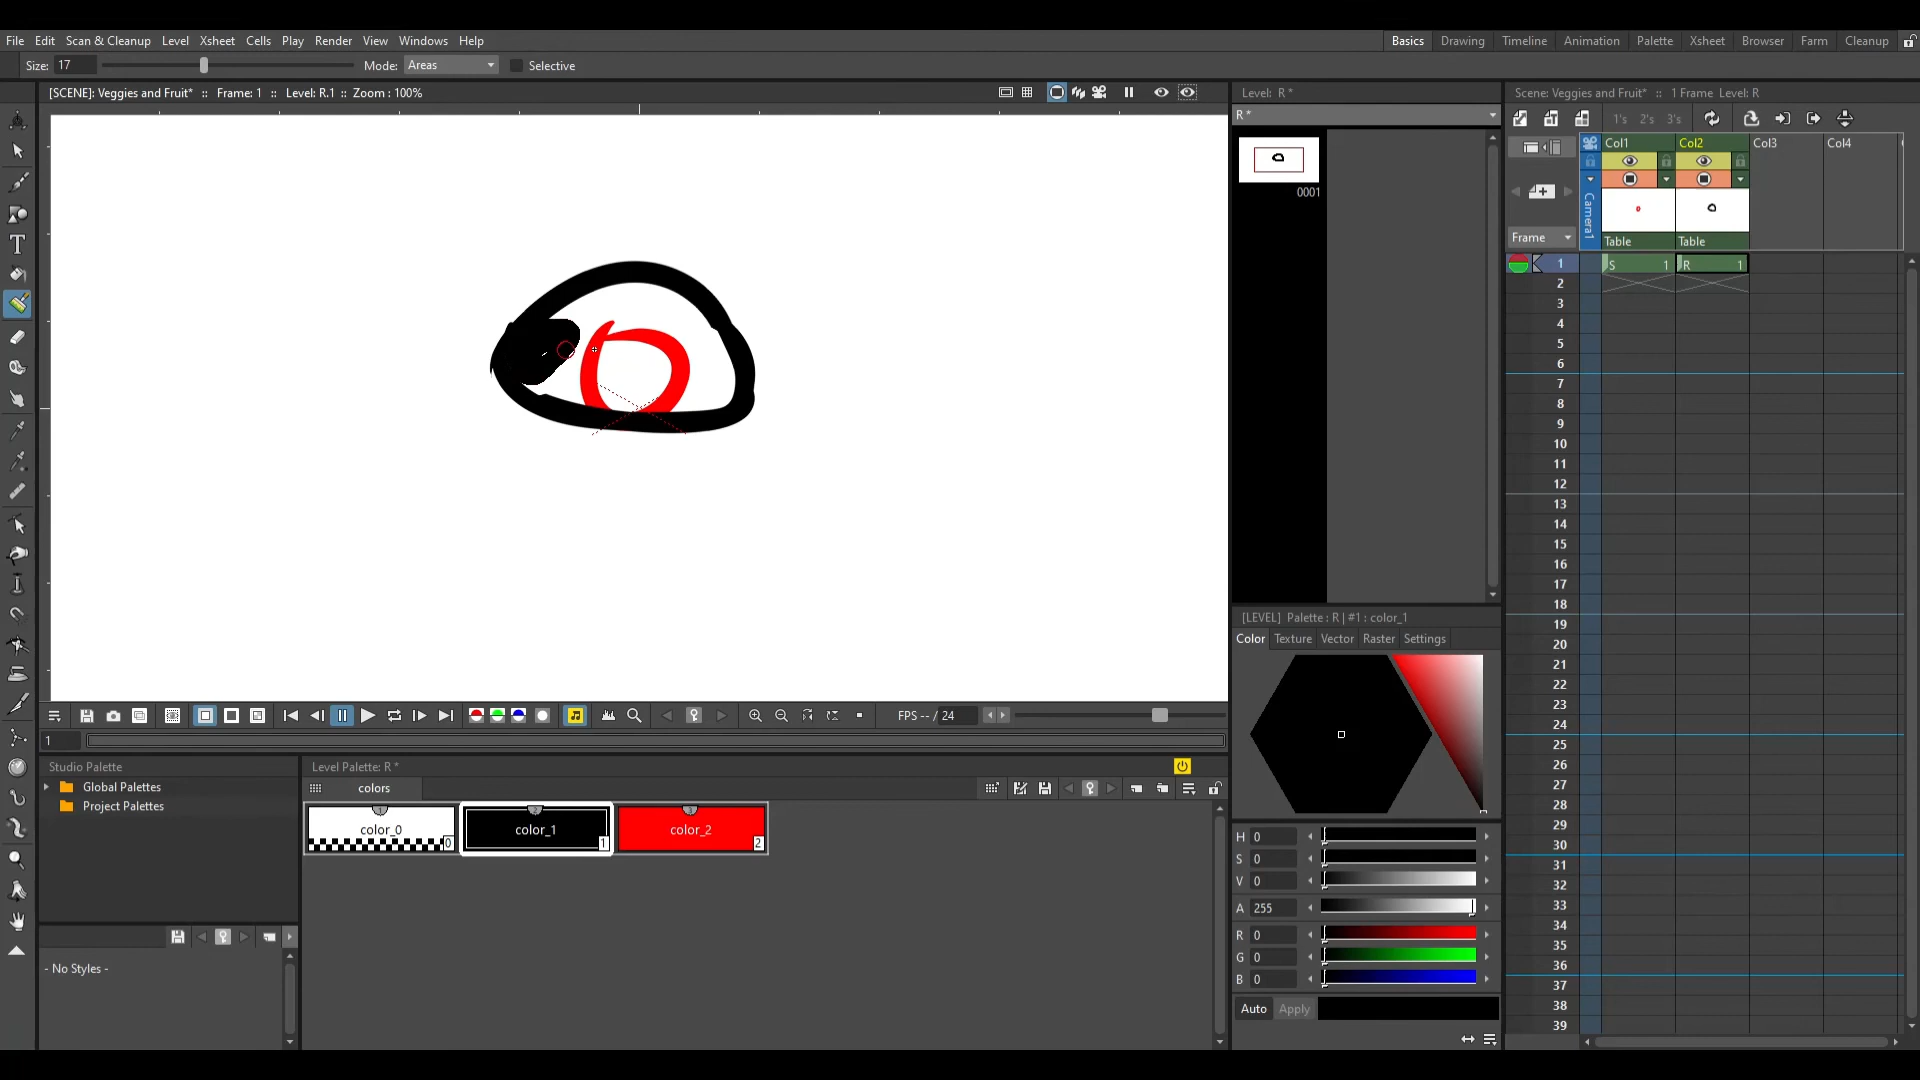 File Edit Scan & Cleanup Level Xsheet Cells Play Render View Windows Help
Basics Drawing Timeline Animation Palette Xsheet Browser Farm Cleanup
Size: 17 Mode: Areas Selective
[SCENE]: Veggies and Fruit* :: Frame: 1 :: Level: R.1 :: Zoom : 100%
Level: R *
R *
0001
Scene: Veggies and Fruit* :: 1 Frame Level: R
1's 2's 3's
Col1 Col2 Col3 Col4
Camera1
Frame
Table Table
S 1 R 1
1
2
3
4
5
6
7
8
9
10
11
12
13
14
15
16
17
18
19
20
21
22
23
24
25
26
27
28
29
30
31
32
33
34
35
36
37
38
39
[LEVEL] Palette : R | #1 : color_1
Color Texture Vector Raster Settings
H 0
S 0
V 0
A 255
R 0
G 0
B 0
Auto Apply
FPS -- / 24
1
Studio Palette
Global Palettes
Project Palettes
- No Styles -
Level Palette: R *
colors
1 2 3
color_0 color_1 color_2
0 1 2